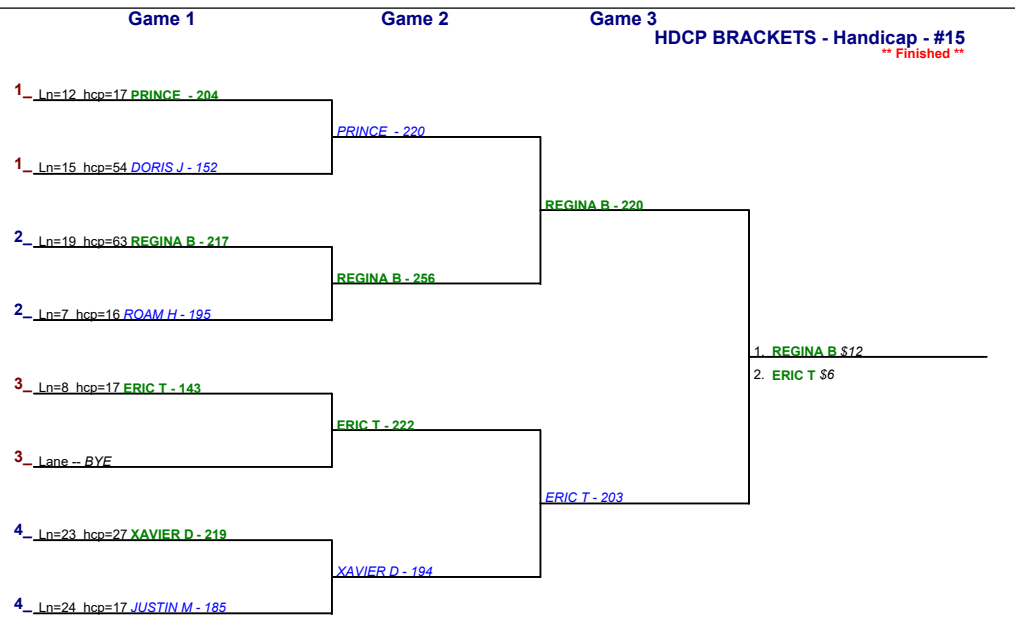 Game 1 Game 2 Game 3
HDCP BRACKETS - Handicap - #15
** Finished **
1_ Ln=12 hcp=17 PRINCE - 204
PRINCE - 220
1_ Ln=15 hcp=54 DORIS J - 152
REGINA B - 220
2_ Ln=19 hcp=63 REGINA B - 217
REGINA B - 256
2_ Ln=7 hcp=16 ROAM H - 195
1. REGINA B $12
2. ERIC T $6
3_ Ln=8 hcp=17 ERIC T - 143
ERIC T - 222
3_ Lane -- BYE
ERIC T - 203
4_ Ln=23 hcp=27 XAVIER D - 219
XAVIER D - 194
4_ Ln=24 hcp=17 JUSTIN M - 185